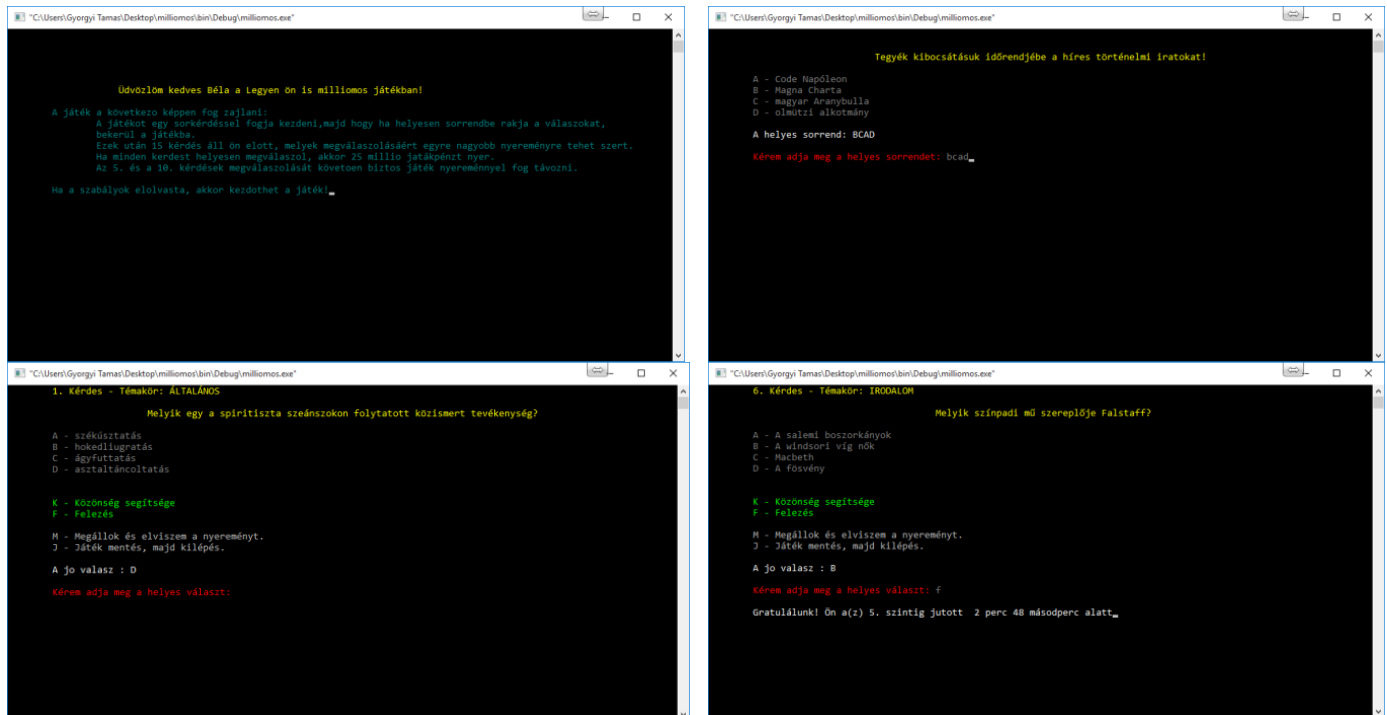 "C:\Users\Gyorgyi Tamas\Desktop\milliomos\bin\Debug\milliomos.exe"
Üdvözlöm kedves Béla a Legyen ön is milliomos játékban!
A játék a következo képpen fog zajlani:
A játékot egy sorkérdéssel fogja kezdeni,majd hogy ha helyesen sorrendbe rakja a válaszokat,
bekerül a játékba.
Ezek után 15 kérdés áll ön elott, melyek megválaszolásáért egyre nagyobb nyereményre tehet szert.
Ha minden kerdest helyesen megválaszol, akkor 25 millio jatákpénzt nyer.
Az 5. és a 10. kérdések megválaszolását követoen biztos játék nyereménnyel fog távozni.
Ha a szabályok elolvasta, akkor kezdothet a játék!
"C:\Users\Gyorgyi Tamas\Desktop\milliomos\bin\Debug\milliomos.exe"
Tegyék kibocsátásuk időrendjébe a híres történelmi iratokat!
A - Code Napóleon
B - Magna Charta
C - magyar Aranybulla
D - olmützi alkotmány
A helyes sorrend: BCAD
Kérem adja meg a helyes sorrendet: bcad
"C:\Users\Gyorgyi Tamas\Desktop\milliomos\bin\Debug\milliomos.exe"
1. Kérdes - Témakör: ÁLTALÁNOS
Melyik egy a spiritiszta szeánszokon folytatott közismert tevékenység?
A - székúsztatás
B - hokedliugratás
C - ágyfuttatás
D - asztaltáncoltatás
K - Közönség segítsége
F - Felezés
M - Megállok és elviszem a nyereményt.
J - Játék mentés, majd kilépés.
A jo valasz : D
Kérem adja meg a helyes választ:
"C:\Users\Gyorgyi Tamas\Desktop\milliomos\bin\Debug\milliomos.exe"
6. Kérdes - Témakör: IRODALOM
Melyik színpadi mű szereplője Falstaff?
A - A salemi boszorkányok
B - A windsori víg nők
C - Macbeth
D - A fösvény
K - Közönség segítsége
F - Felezés
M - Megállok és elviszem a nyereményt.
J - Játék mentés, majd kilépés.
A jo valasz : B
Kérem adja meg a helyes választ: f
Gratulálunk! Ön a(z) 5. szintig jutott 2 perc 48 másodperc alatt